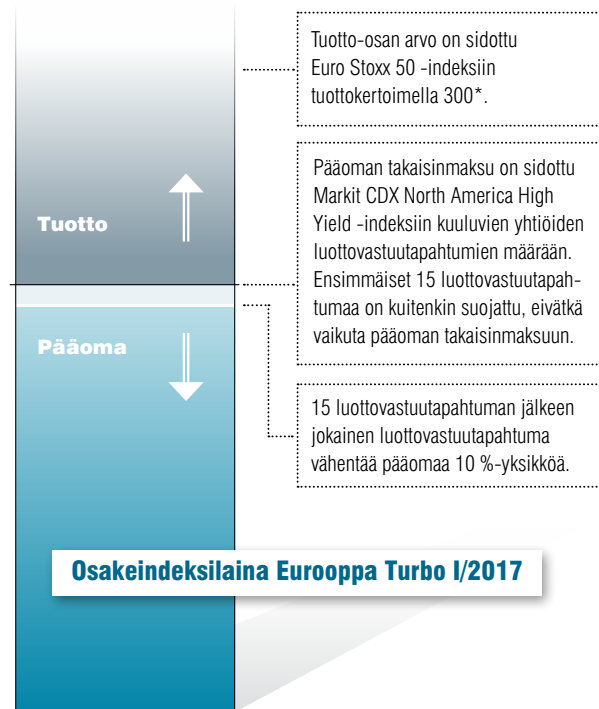 Tuotto-osan arvo on sidottu
Euro Stoxx 50 -indeksiin
tuottokertoimella 300*.
Tuotto
Pääoman takaisinmaksu on sidottu
Markit CDX North America High
Yield -indeksiin kuuluvien yhtiöiden
luottovastuutapahtumien määrään.
Ensimmäiset 15 luottovastuutapah-
tumaa on kuitenkin suojattu, eivätkä
vaikuta pääoman takaisinmaksuun.
Pääoma
15 luottovastuutapahtuman jälkeen
jokainen luottovastuutapahtuma
vähentää pääomaa 10 %-yksikköä.
Osakeindeksilaina Eurooppa Turbo I/2017